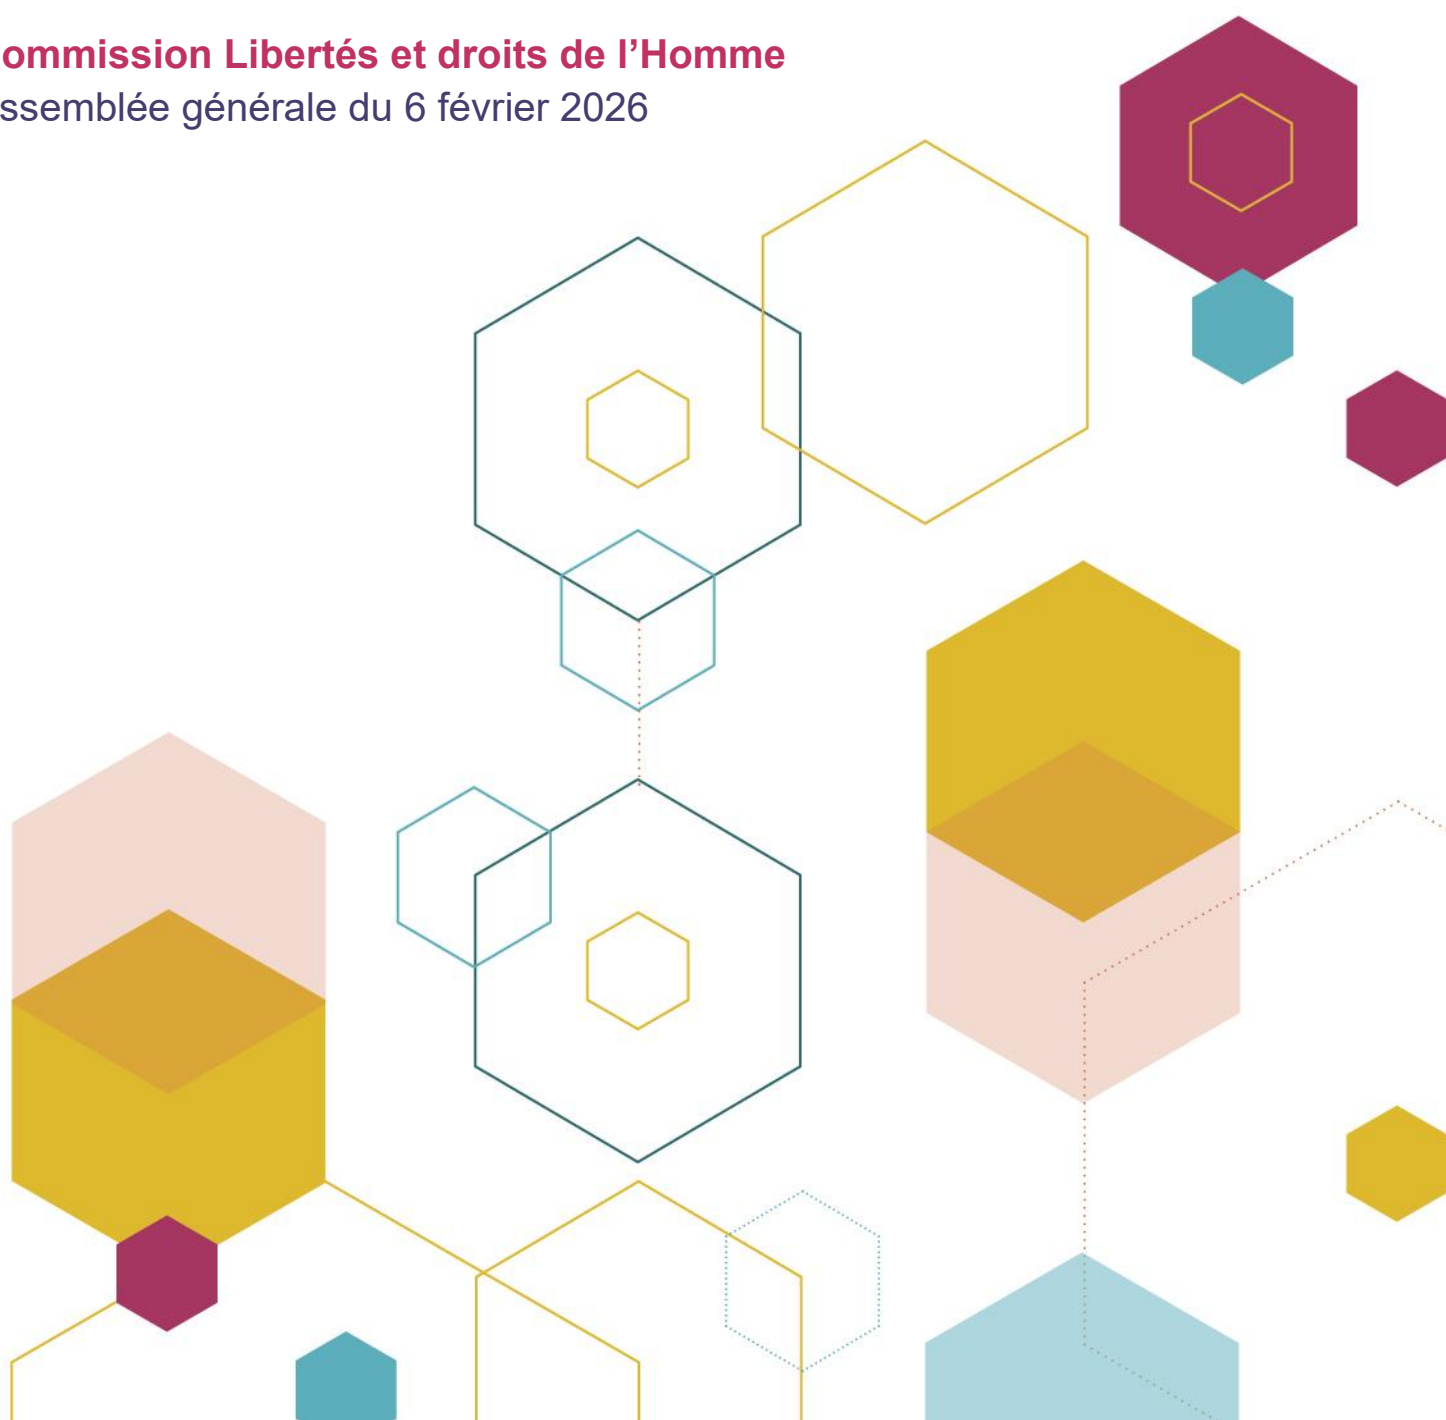 ommission Libertés et droits de l’Homme
ssemblée générale du 6 février 2026